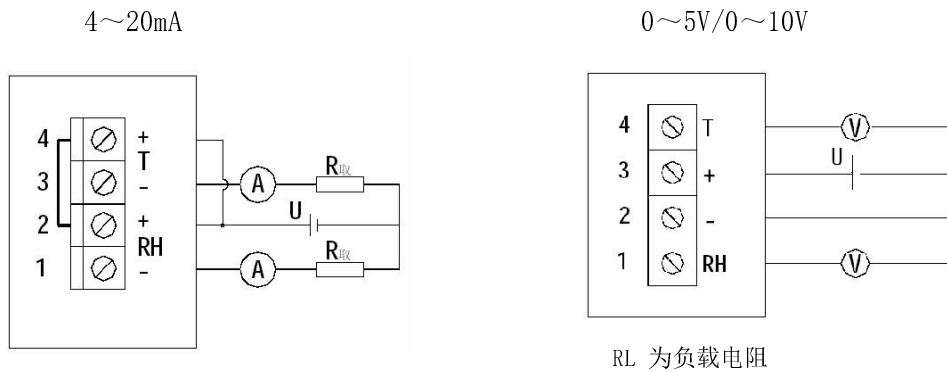 4～20mA
0～5V/0～10V
4 +
T
3 -
2 +
RH
1 -
A R取
U
A R取
4 T V
3 + U
2 -
1 RH V
RL 为负载电阻